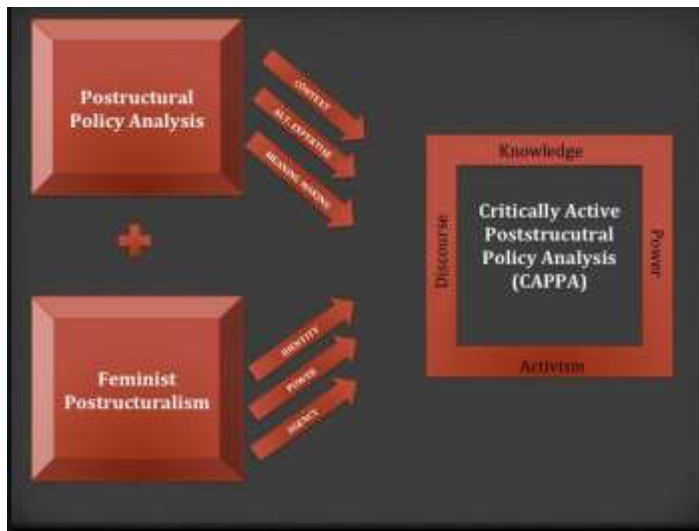 Postructural
Policy Analysis
CONTEXT
ALT. EXPERTISE
MEANING MAKING
Knowledge
Discourse
Critically Active
Poststrucutral
Policy Analysis
(CAPPA)
Power
Activism
Feminist
Postructuralism
IDENTITY
POWER
AGENCY